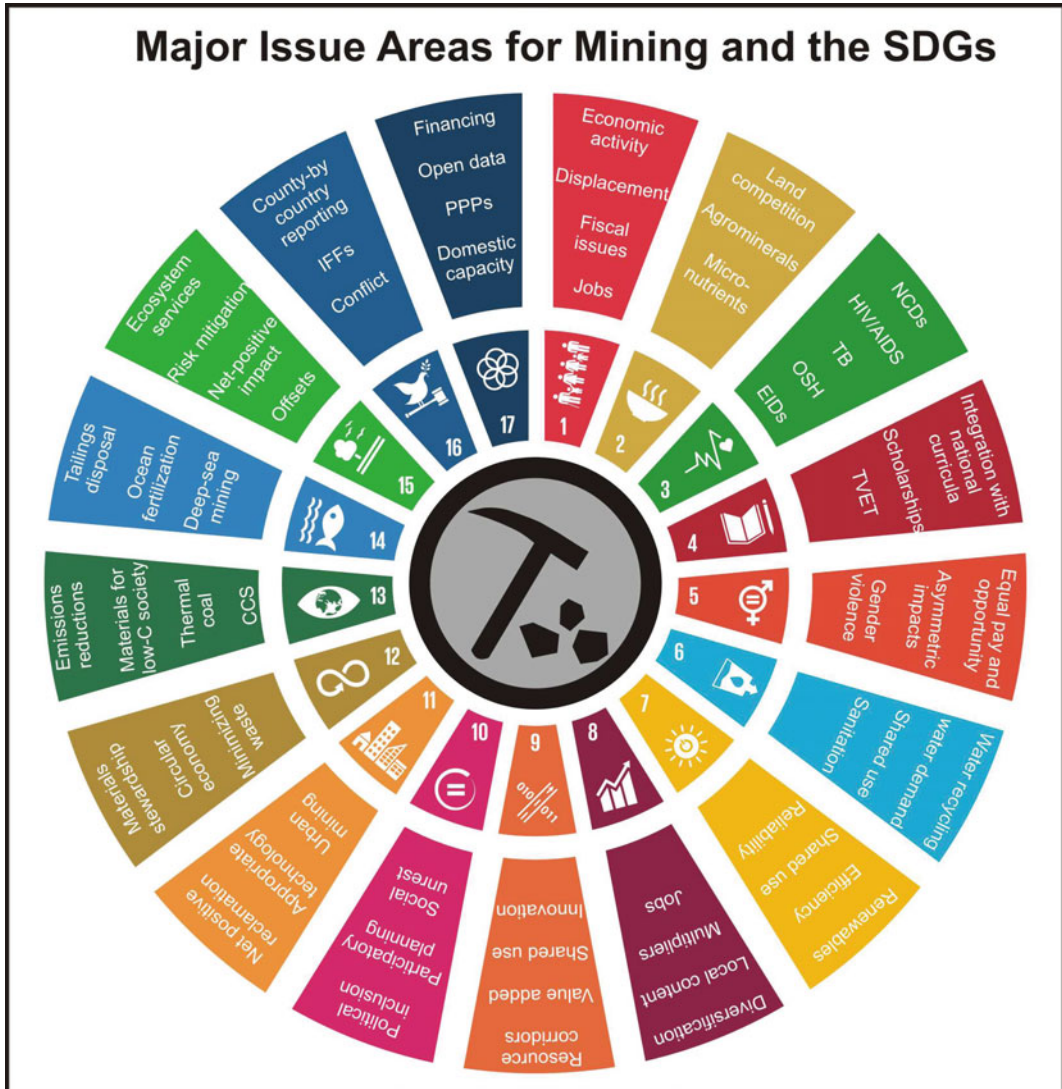 Major Issue Areas for Mining and the SDGs
Economic
activity
Displacement
Fiscal
issues
Jobs
1
Land
competition
Agrominerals
Micro-
nutrients
2
NCDs
HIV/AIDS
TB
OSH
EIDs
3
Integration with
national
curricula
Scholarships
TVET
4
Equal pay and
opportunity
Asymmetric
impacts
Gender
violence
5
Water recycling
water demand
Shared use
Sanitation
6
Renewables
Efficiency
Shared use
Reliability
7
Diversification
Local content
Multipliers
Jobs
8
Resource
corridors
Value added
Shared use
Innovation
9
010
011
Political
inclusion
Participatory
planning
Social
unrest
10
Net positive
reclamation
Appropriate
technology
Urban
mining
11
Materials
stewardship
Circular
economy
Minimizing
waste
12
Emissions
reductions
Materials for
low-C society
Thermal
coal
CCS
13
Tailings
disposal
Ocean
fertilization
Deep-sea
mining
14
Ecosystem
services
Risk mitigation
Net-positive
impact
Offsets
15
County-by
country
reporting
IFFs
Conflict
16
Financing
Open data
PPPs
Domestic
capacity
17